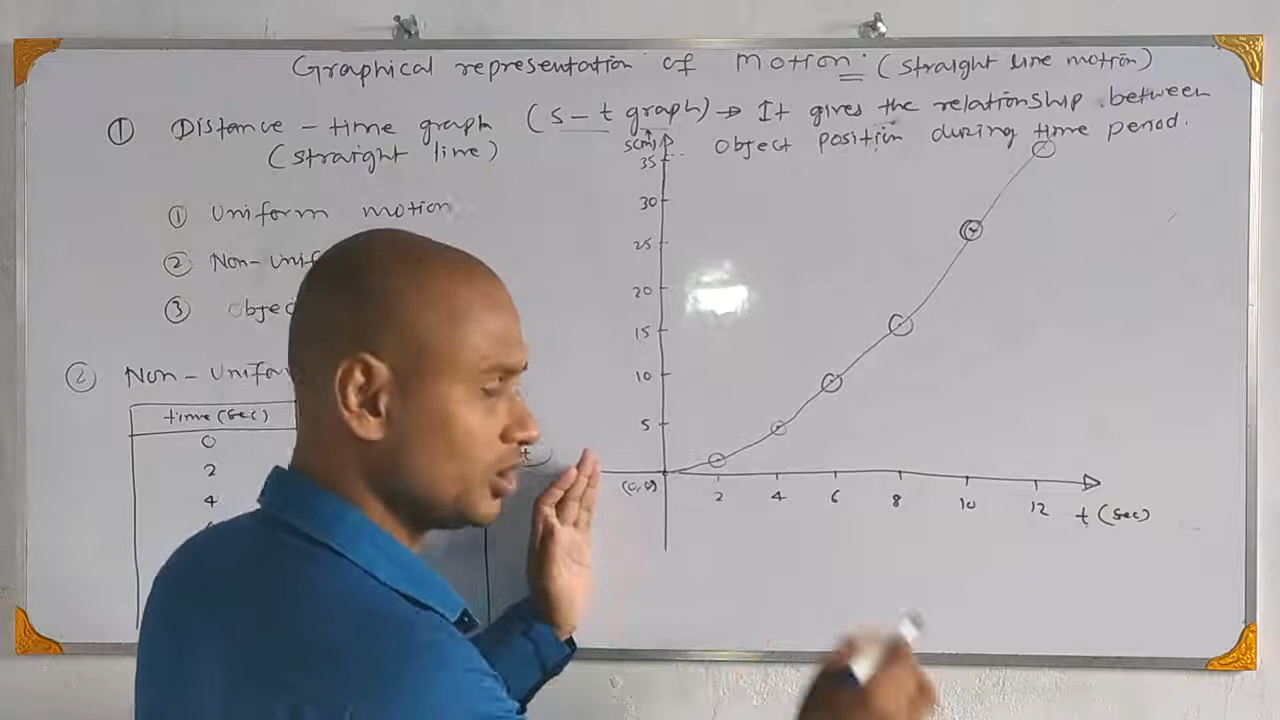 Graphical representation of motion: (straight line motion)
① Distance - time graph (s - t graph) → It gives the relationship between
(straight line)
object position during time period.
① Uniform motion
② Non-unif
③ objec
② Non-unifor
time (sec)
0
2
4
s(m)
35
30
25
20
15
10
5
(0,0)
2 4 6 8 10 12 t (sec)